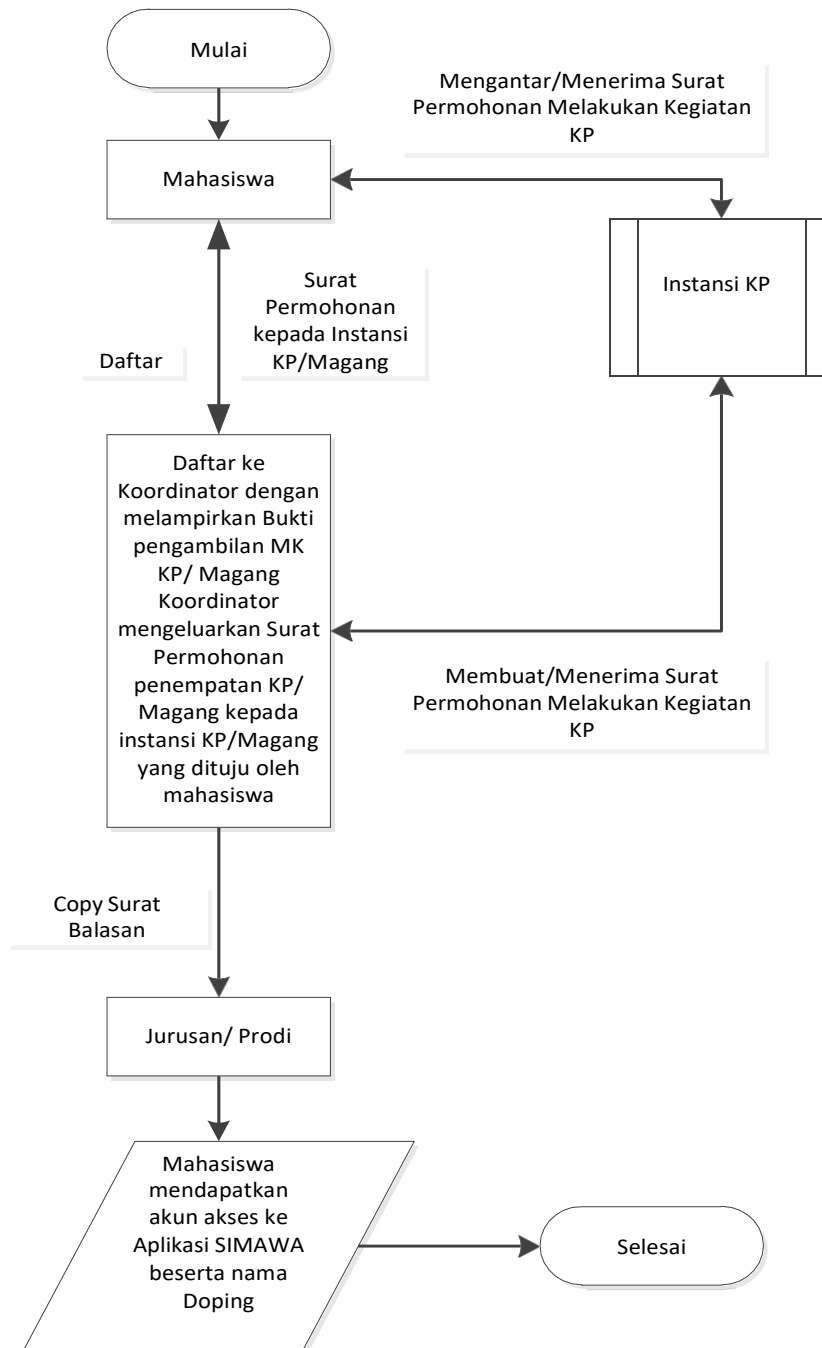 Mulai
Mengantar/Menerima Surat
Permohonan Melakukan Kegiatan
KP
Mahasiswa
Instansi KP
Surat
Permohonan
kepada Instansi
KP/Magang
Daftar
Daftar ke
Koordinator dengan
melampirkan Bukti
pengambilan MK
KP/ Magang
Koordinator
mengeluarkan Surat
Permohonan
penempatan KP/
Magang kepada
instansi KP/Magang
yang dituju oleh
mahasiswa
Membuat/Menerima Surat
Permohonan Melakukan Kegiatan
KP
Copy Surat
Balasan
Jurusan/ Prodi
Mahasiswa
mendapatkan
akun akses ke
Aplikasi SIMAWA
beserta nama
Doping
Selesai